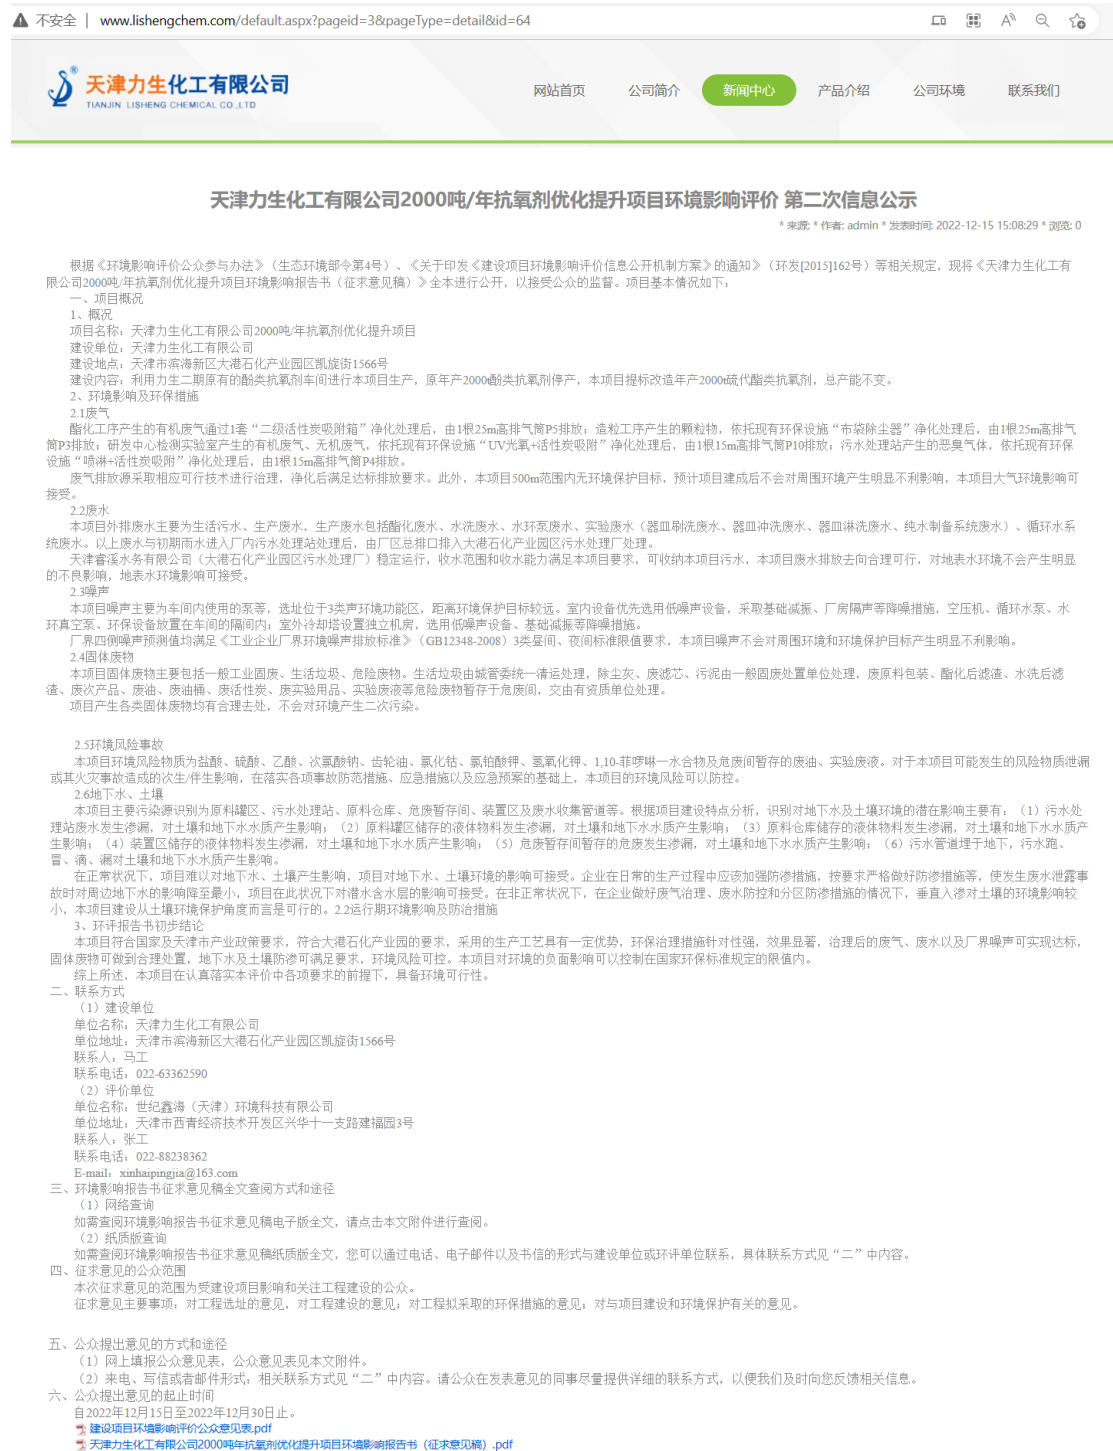 不安全 | www.lishengchem.com/default.aspx?pageid=3&pageType=detail&id=64
天津力生化工有限公司
TIANJIN LISHENG CHEMICAL CO.,LTD
网站首页 公司简介 新闻中心 产品介绍 公司环境 联系我们
天津力生化工有限公司2000吨/年抗氧剂优化提升项目环境影响评价 第二次信息公示
* 来源: * 作者: admin * 发表时间: 2022-12-15 15:08:29 * 浏览: 0
根据《环境影响评价公众参与办法》（生态环境部令第4号）、《关于印发《建设项目环境影响评价信息公开机制方案》的通知》（环发[2015]162号）等相关规定，现将《天津力生化工有
限公司2000吨/年抗氧剂优化提升项目环境影响报告书（征求意见稿）》全本进行公开，以接受公众的监督。项目基本情况如下：
一、项目概况
1、概况
项目名称：天津力生化工有限公司2000吨/年抗氧剂优化提升项目
建设单位：天津力生化工有限公司
建设地点：天津市滨海新区大港石化产业园区凯旋街1566号
建设内容：利用力生二期原有的酚类抗氧剂车间进行本项目生产，原年产2000t酚类抗氧剂停产，本项目提标改造年产2000t硫代酯类抗氧剂，总产能不变。
2、环境影响及环保措施
2.1废气
酯化工序产生的有机废气通过1套“二级活性炭吸附箱”净化处理后，由1根25m高排气筒P5排放；造粒工序产生的颗粒物，依托现有环保设施“布袋除尘器”净化处理后，由1根25m高排气
筒P3排放；研发中心检测实验室产生的有机废气、无机废气，依托现有环保设施“UV光氧+活性炭吸附”净化处理后，由1根15m高排气筒P10排放；污水处理站产生的恶臭气体，依托现有环保
设施“喷淋+活性炭吸附”净化处理后，由1根15m高排气筒P4排放。
废气排放源采取相应可行技术进行治理，净化后满足达标排放要求。此外，本项目500m范围内无环境保护目标，预计项目建成后不会对周围环境产生明显不利影响，本项目大气环境影响可
接受。
2.2废水
本项目外排废水主要为生活污水、生产废水，生产废水包括酯化废水、水洗废水、水环泵废水、实验废水（器皿刷洗废水、器皿冲洗废水、器皿淋洗废水、纯水制备系统废水）、循环水系
统废水。以上废水与初期雨水进入厂内污水处理站处理后，由厂区总排口排入大港石化产业园区污水处理厂处理。
天津睿溪水务有限公司（大港石化产业园区污水处理厂）稳定运行，收水范围和收水能力满足本项目要求，可收纳本项目污水，本项目废水排放去向合理可行，对地表水环境不会产生明显
的不良影响，地表水环境影响可接受。
2.3噪声
本项目噪声主要为车间内使用的泵等，选址位于3类声环境功能区，距离环境保护目标较远。室内设备优先选用低噪声设备，采取基础减振、厂房隔声等降噪措施，空压机、循环水泵、水
环真空泵、环保设备放置在车间的隔间内；室外冷却塔设置独立机房，选用低噪声设备、基础减振等降噪措施。
厂界四侧噪声预测值均满足《工业企业厂界环境噪声排放标准》（GB12348-2008）3类昼间、夜间标准限值要求，本项目噪声不会对周围环境和环境保护目标产生明显不利影响。
2.4固体废物
本项目固体废物主要包括一般工业固废、生活垃圾、危险废物。生活垃圾由城管委统一清运处理，除尘灰、废滤芯、污泥由一般固废处置单位处理，废原料包装、酯化后滤渣、水洗后滤
渣、废次产品、废油、废油桶、废活性炭、废实验用品、实验废液等危险废物暂存于危废间，交由有资质单位处理。
项目产生各类固体废物均有合理去处，不会对环境产生二次污染。
2.5环境风险事故
本项目环境风险物质为盐酸、硫酸、乙酸、次氯酸钠、齿轮油、氯化钴、氯铂酸钾、氢氧化钾、1,10-菲啰啉一水合物及危废间暂存的废油、实验废液。对于本项目可能发生的风险物质泄漏
或其火灾事故造成的次生/伴生影响，在落实各项事故防范措施、应急措施以及应急预案的基础上，本项目的环境风险可以防控。
2.6地下水、土壤
本项目主要污染源识别为原料罐区、污水处理站、原料仓库、危废暂存间、装置区及废水收集管道等。根据项目建设特点分析，识别对地下水及土壤环境的潜在影响主要有：（1）污水处
理站废水发生渗漏，对土壤和地下水水质产生影响；（2）原料罐区储存的液体物料发生渗漏，对土壤和地下水水质产生影响；（3）原料仓库储存的液体物料发生渗漏，对土壤和地下水水质产
生影响；（4）装置区储存的液体物料发生渗漏，对土壤和地下水水质产生影响；（5）危废暂存间暂存的危废发生渗漏，对土壤和地下水水质产生影响；（6）污水管道埋于地下，污水跑、
冒、滴、漏对土壤和地下水水质产生影响。
在正常状况下，项目难以对地下水、土壤产生影响，项目对地下水、土壤环境的影响可接受。企业在日常的生产过程中应该加强防渗措施，按要求严格做好防渗措施等，使发生废水泄露事
故时对周边地下水的影响降至最小，项目在此状况下对潜水含水层的影响可接受。在非正常状况下，在企业做好废气治理、废水防控和分区防渗措施的情况下，垂直入渗对土壤的环境影响较
小，本项目建设从土壤环境保护角度而言是可行的。2.2运行期环境影响及防治措施
3、环评报告书初步结论
本项目符合国家及天津市产业政策要求，符合大港石化产业园的要求，采用的生产工艺具有一定优势，环境治理措施针对性强，效果显著，治理后的废气、废水以及厂界噪声可实现达标，
固体废物可做到合理处置，地下水及土壤防渗可满足要求，环境风险可控。本项目对环境的负面影响可以控制在国家环保标准规定的限值内。
综上所述，本项目在认真落实本评价中各项要求的前提下，具备环境可行性。
二、联系方式
（1）建设单位
单位名称：天津力生化工有限公司
单位地址：天津市滨海新区大港石化产业园区凯旋街1566号
联系人：马工
联系电话：022-63362590
（2）评价单位
单位名称：世纪鑫海（天津）环境科技有限公司
单位地址：天津市西青经济技术开发区兴华十一支路建福园3号
联系人：张工
联系电话：022-88238362
E-mail：xinhaipingjia@163.com
三、环境影响报告书征求意见稿全文查阅方式和途径
（1）网络查询
如需查阅环境影响报告书征求意见稿电子版全文，请点击本文附件进行查阅。
（2）纸质版查询
如需查阅环境影响报告书征求意见稿纸质版全文，您可以通过电话、电子邮件以及书信的形式与建设单位或环评单位联系，具体联系方式见“二”中内容。
四、征求意见的公众范围
本次征求意见的范围为受建设项目影响和关注工程建设的公众。
征求意见主要事项：对工程选址的意见，对工程建设的意见；对工程拟采取的环保措施的意见；对与项目建设和环境保护有关的意见。
五、公众提出意见的方式和途径
（1）网上填报公众意见表，公众意见表见本文附件。
（2）来电、写信或者邮件形式：相关联系方式见“二”中内容。请公众在发表意见的同事尽量提供详细的联系方式，以便我们及时向您反馈相关信息。
六、公众提出意见的起止时间
自2022年12月15日至2022年12月30日止。
建设项目环境影响评价公众意见表.pdf
天津力生化工有限公司2000吨年抗氧剂优化提升项目环境影响报告书（征求意见稿）.pdf